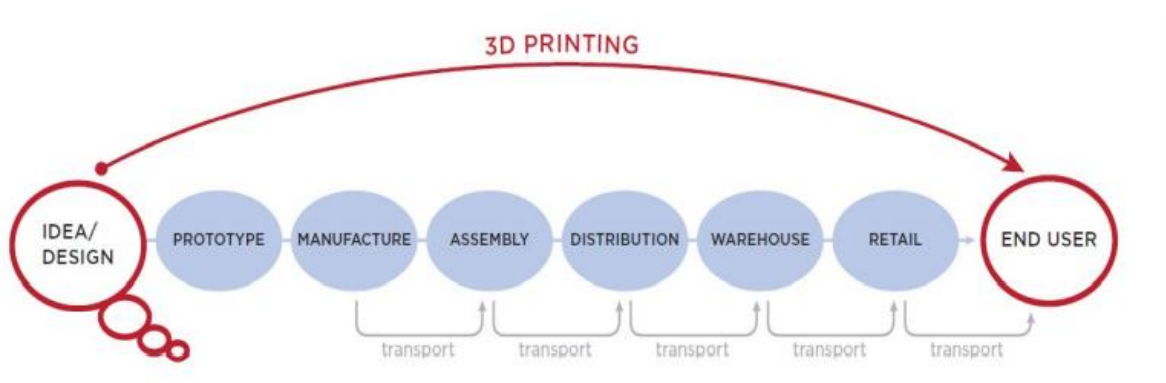 3D PRINTING
IDEA/
DESIGN
PROTOTYPE
MANUFACTURE
ASSEMBLY
DISTRIBUTION
WAREHOUSE
RETAIL
END USER
transport
transport
transport
transport
transport